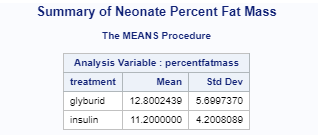 Summary of Neonate Percent Fat Mass
The MEANS Procedure
Analysis Variable : percentfatmass
treatment Mean Std Dev
glyburid 12.8002439 5.6997370
insulin 11.2000000 4.2008089